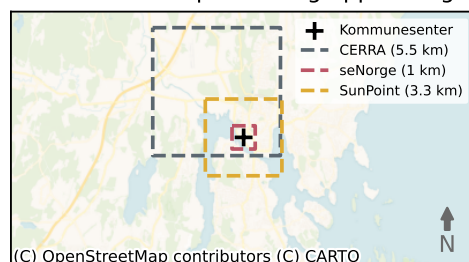 Kommunesenter
CERRA (5.5 km)
seNorge (1 km)
SunPoint (3.3 km)
N
(C) OpenStreetMap contributors (C) CARTO